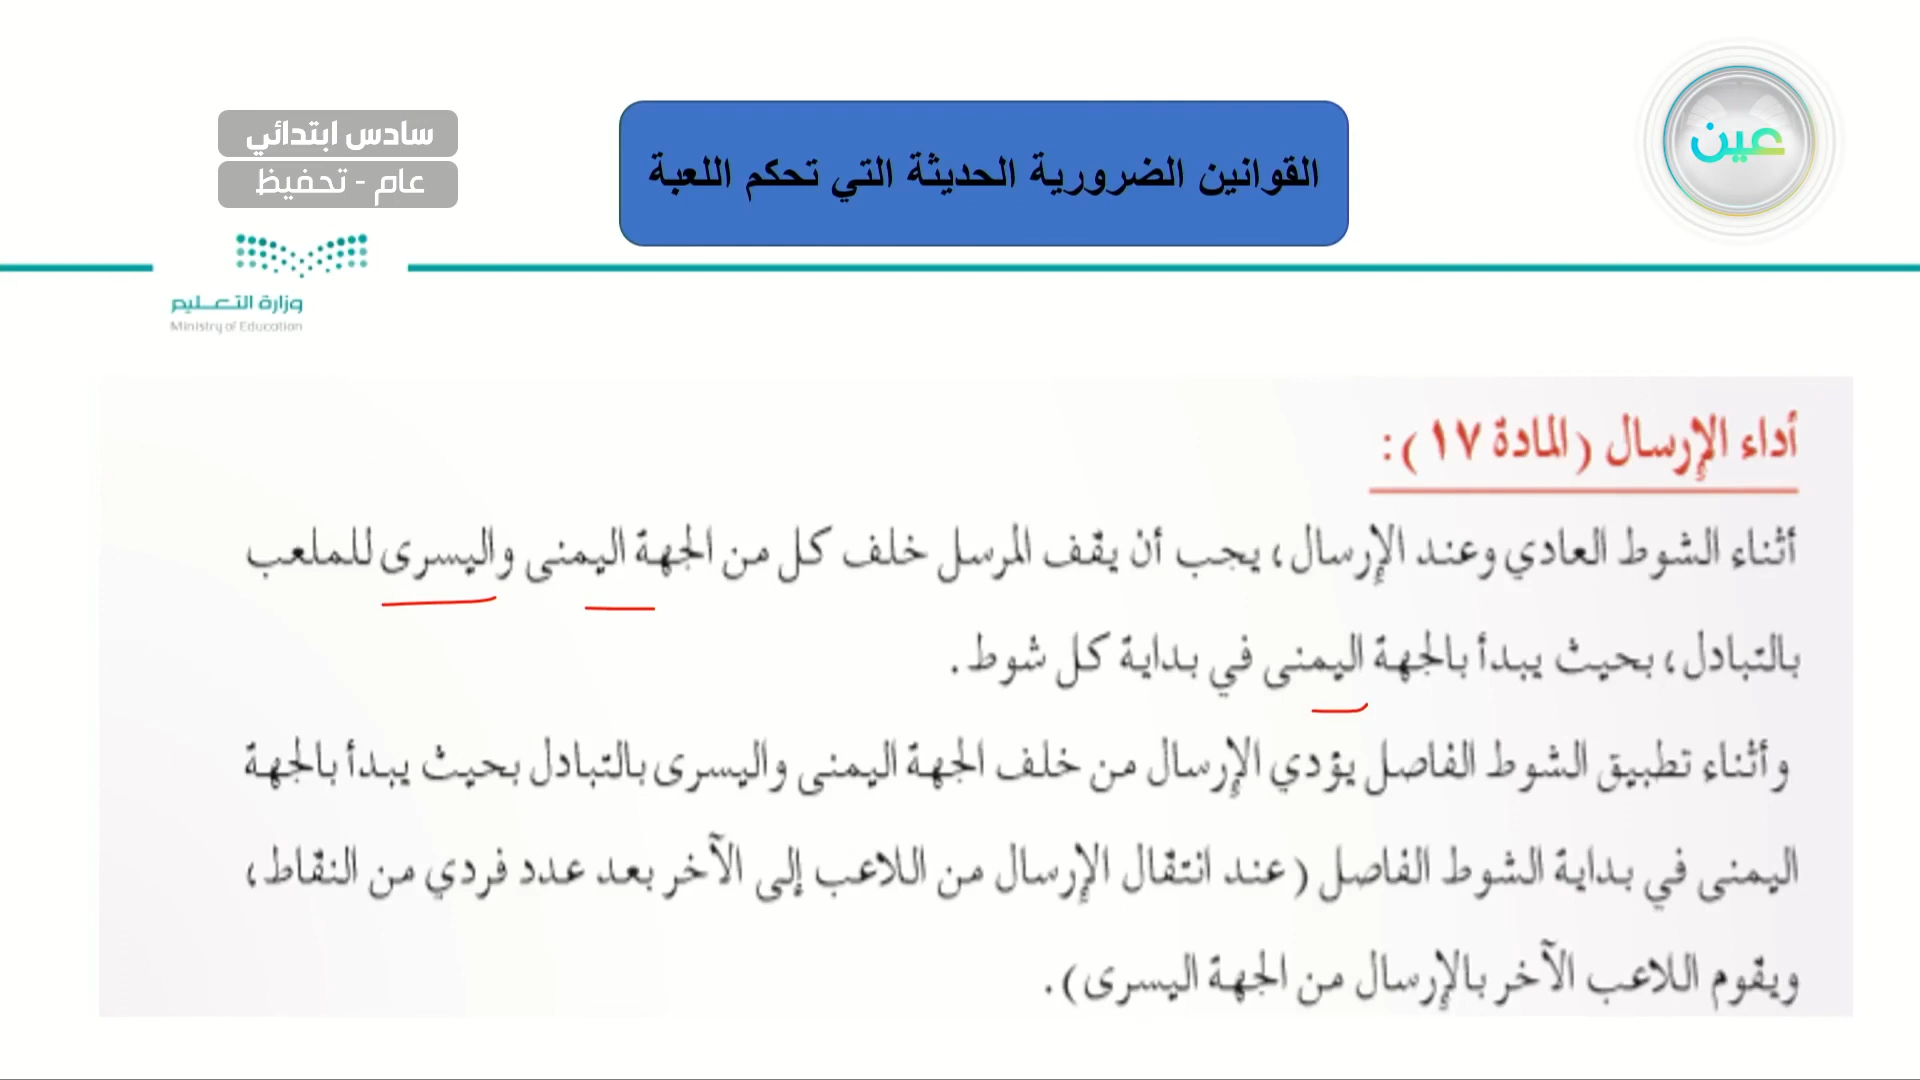 عين
سادس ابتدائي
عام - تحفيظ
القوانين الضرورية الحديثة التي تحكم اللعبة
وزارة التعـــليم
Ministry of Education
أداء الإرسال (المادة ١٧):
أثناء الشوط العادي وعند الإرسال؛ يجب أن يقف المرسل خلف كل من الجهة اليمنى واليسرى للملعب
بالتبادل؛ بحيث يبدأ بالجهة اليمنى في بداية كل شوط.
وأثناء تطبيق الشوط الفاصل يؤدي الإرسال من خلف الجهة اليمنى واليسرى بالتبادل بحيث يبدأ بالجهة
اليمنى في بداية الشوط الفاصل (عند انتقال الإرسال من اللاعب إلى الآخر بعد عدد فردي من النقاط؛
ويقوم اللاعب الآخر بالإرسال من الجهة اليسرى).